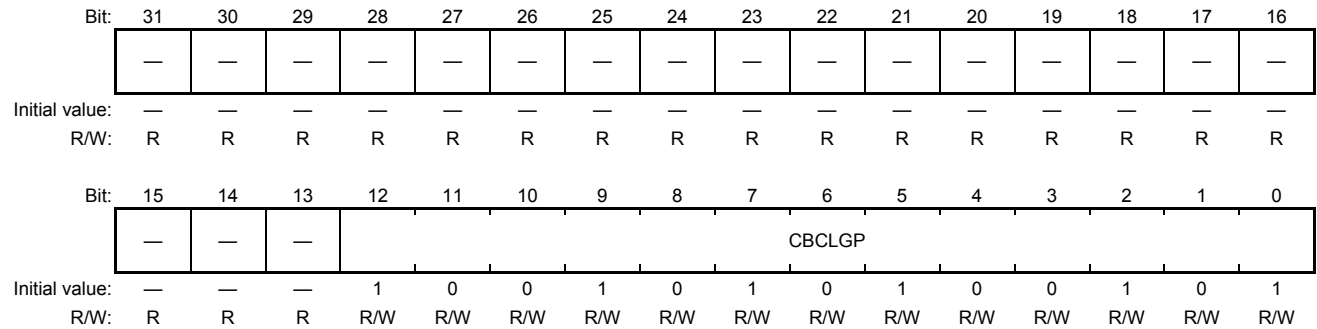 Bit: 31 30 29 28 27 26 25 24 23 22 21 20 19 18 17 16
— — — — — — — — — — — — — — — —
Initial value: — — — — — — — — — — — — — — — —
R/W: R R R R R R R R R R R R R R R R
Bit: 15 14 13 12 11 10 9 8 7 6 5 4 3 2 1 0
— — — CBCLGP
Initial value: — — — 1 0 0 1 0 1 0 1 0 0 1 0 1
R/W: R R R R/W R/W R/W R/W R/W R/W R/W R/W R/W R/W R/W R/W R/W